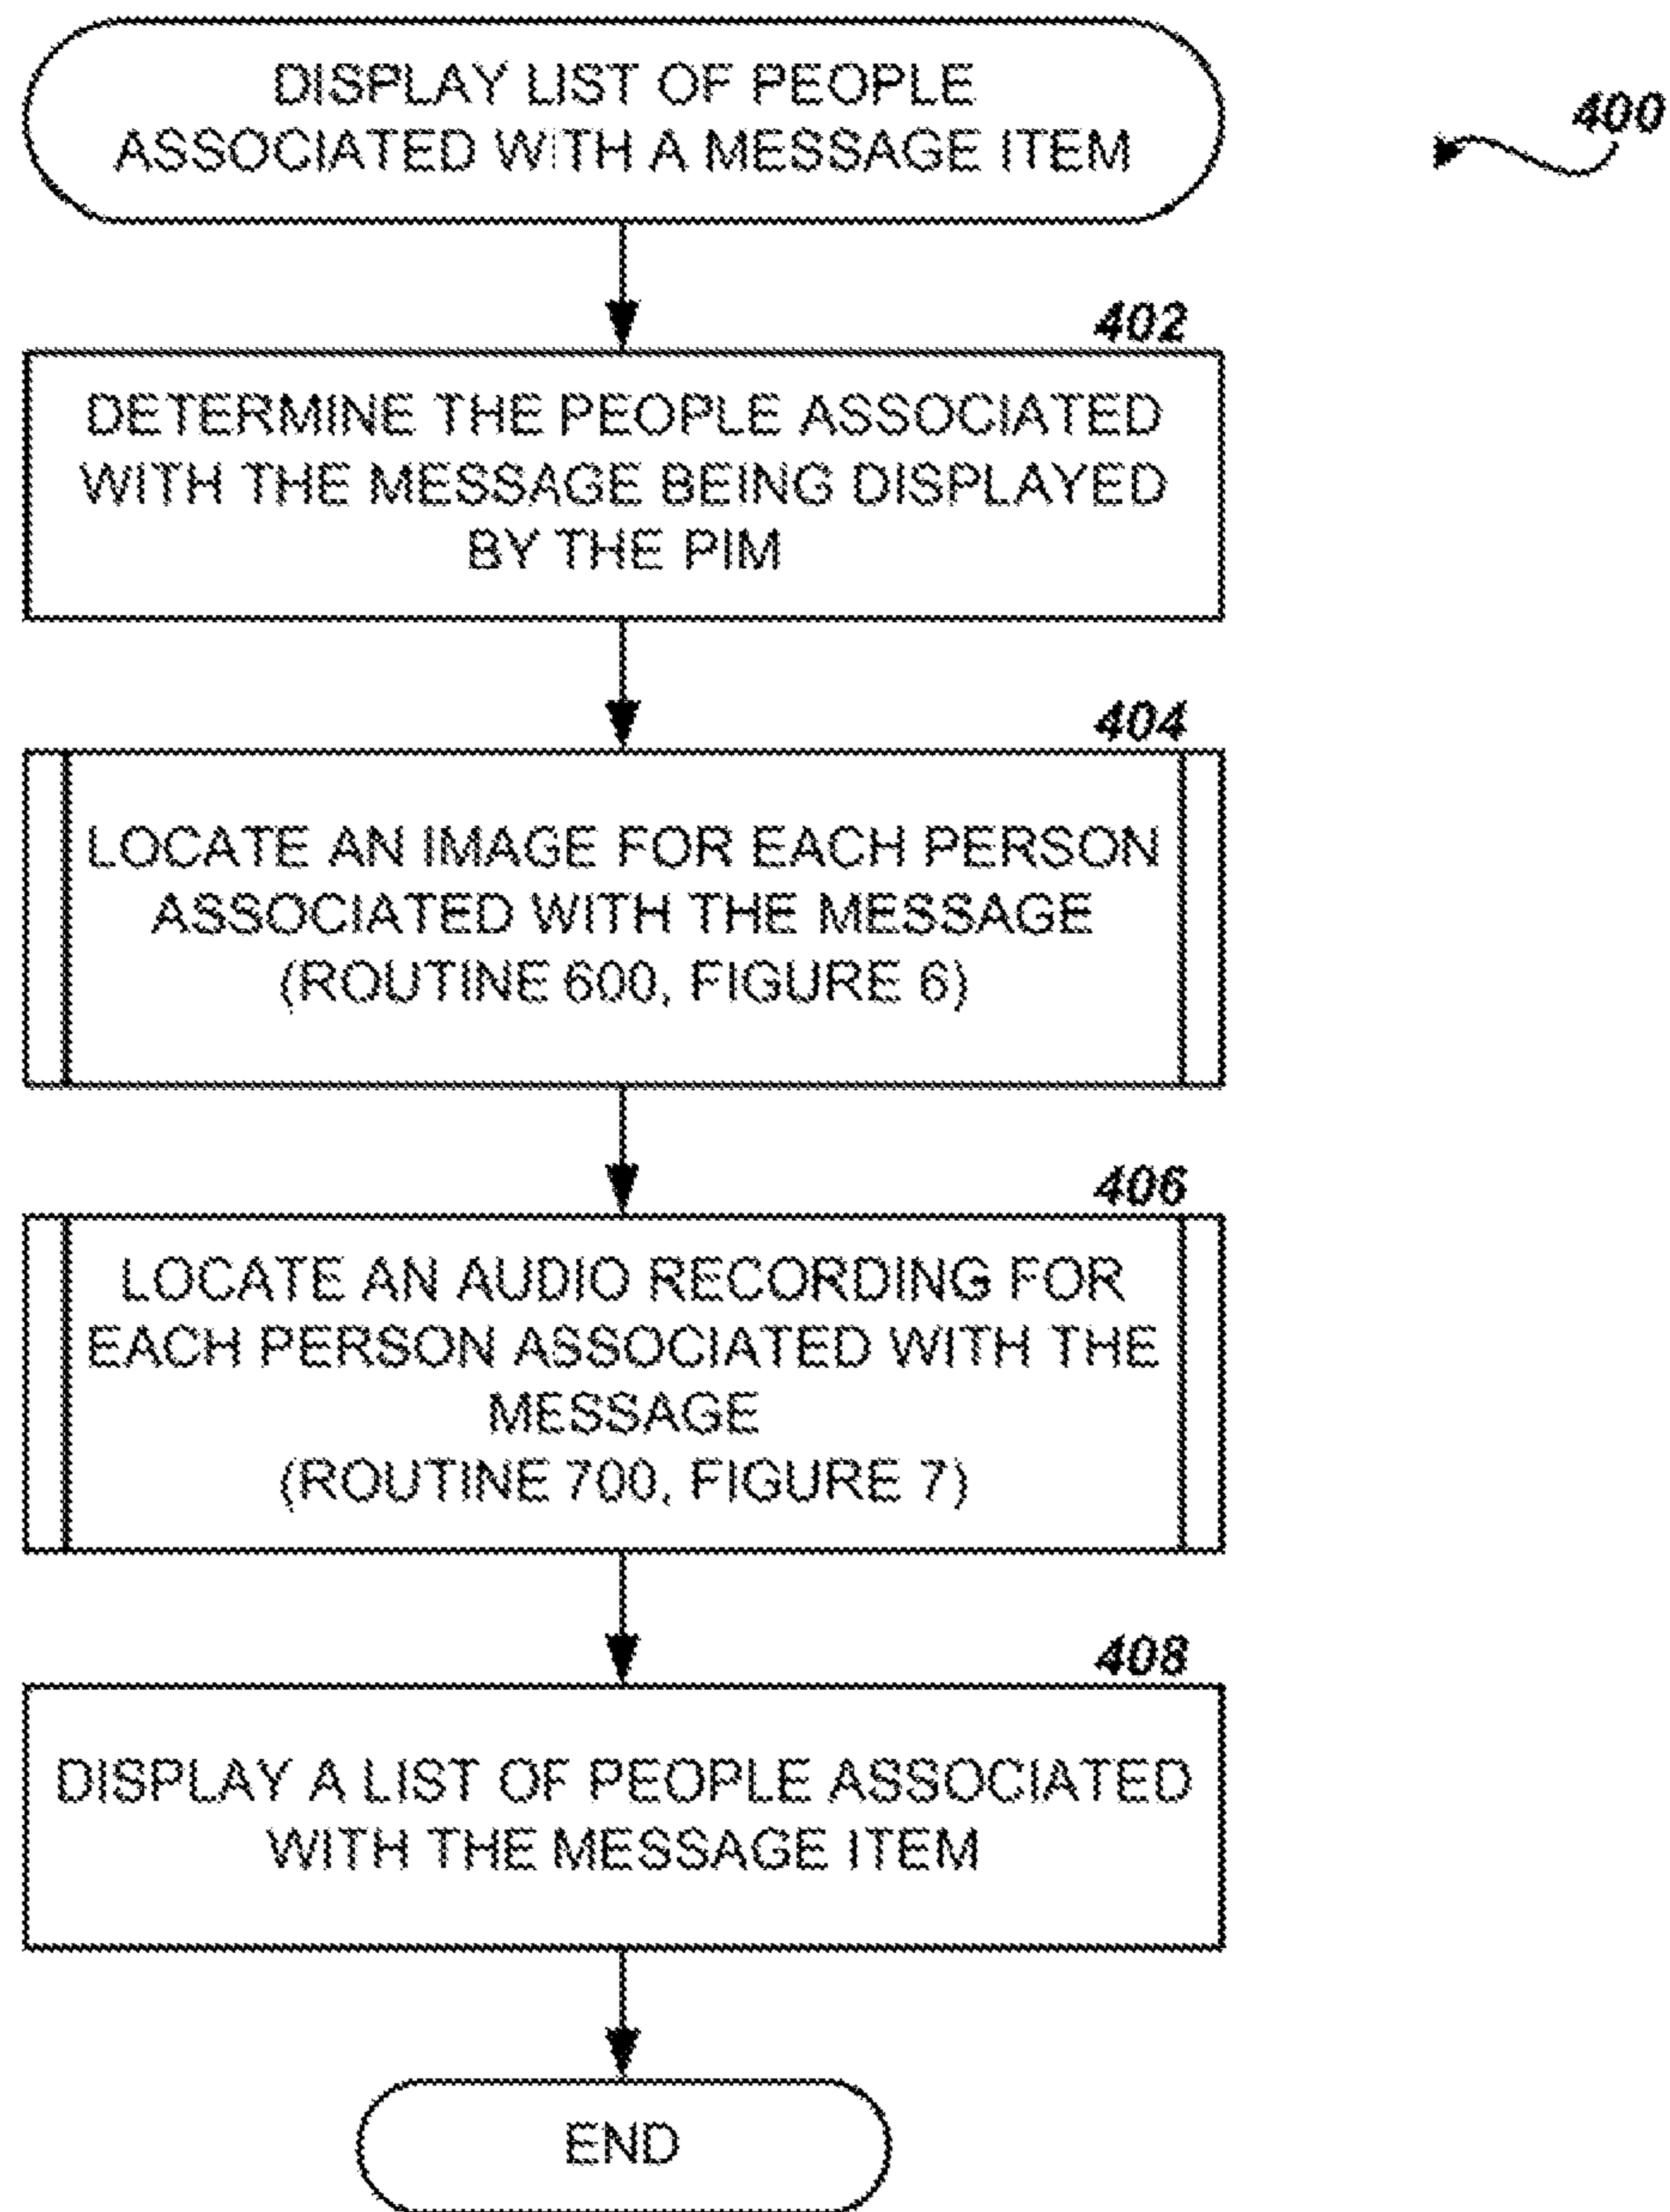 DISPLAY LIST OF PEOPLE
ASSOCIATED WITH A MESSAGE ITEM
400
402
DETERMINE THE PEOPLE ASSOCIATED
WITH THE MESSAGE BEING DISPLAYED
BY THE PIM
404
LOCATE AN IMAGE FOR EACH PERSON
ASSOCIATED WITH THE MESSAGE
(ROUTINE 600, FIGURE 6)
406
LOCATE AN AUDIO RECORDING FOR
EACH PERSON ASSOCIATED WITH THE
MESSAGE
(ROUTINE 700, FIGURE 7)
408
DISPLAY A LIST OF PEOPLE ASSOCIATED
WITH THE MESSAGE ITEM
END